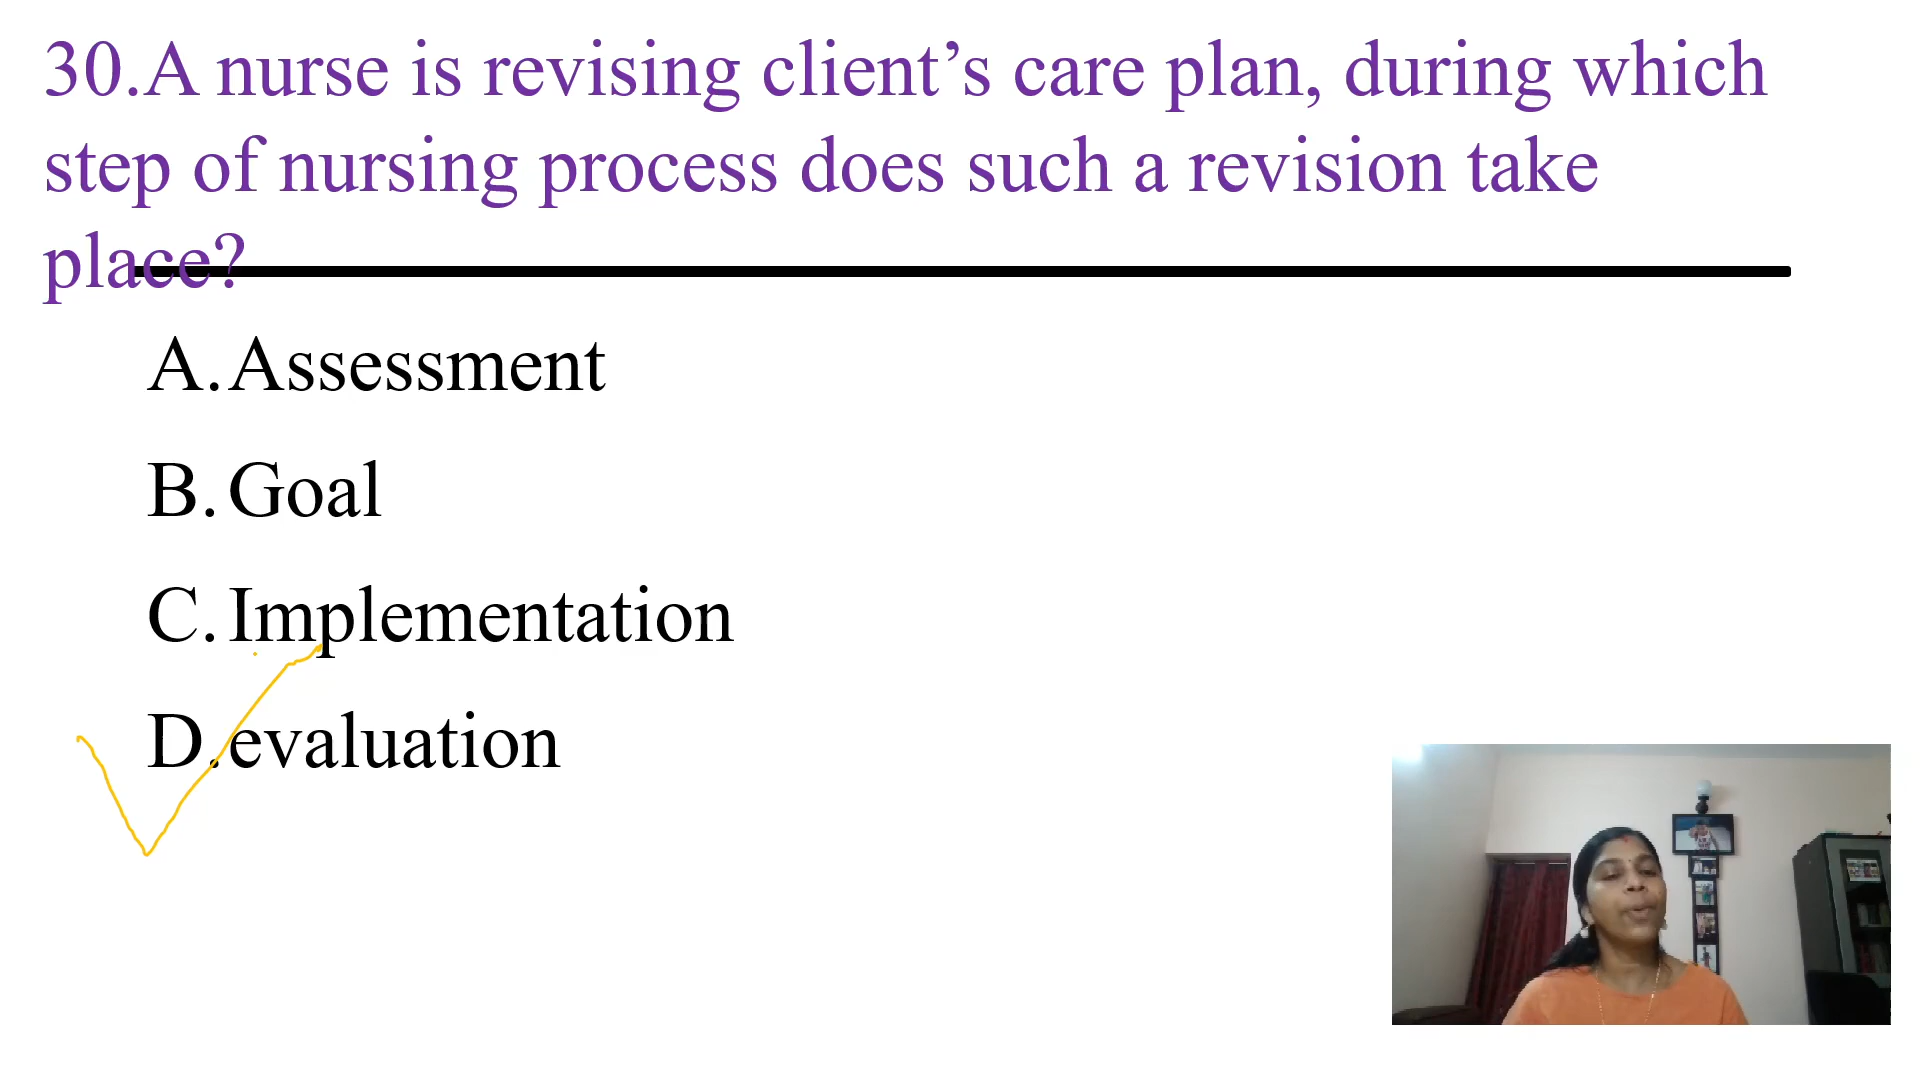 30.A nurse is revising client’s care plan, during which
step of nursing process does such a revision take
place?
A. Assessment
B. Goal
C. Implementation
D. evaluation